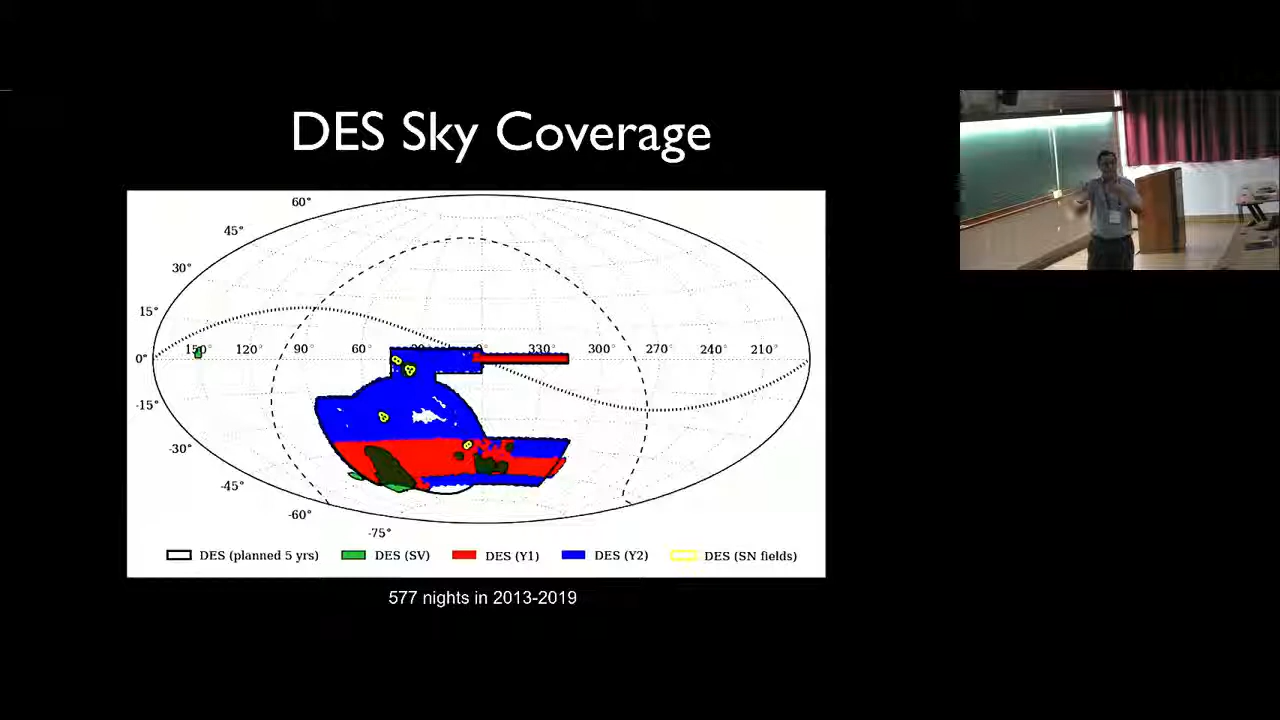 DES Sky Coverage
60°
45°
30°
15°
0°
150° 120° 90° 60° 0° 330° 300° 270° 240° 210°
-15°
-30°
-45°
-60°
-75°
DES (planned 5 yrs) DES (SV) DES (Y1) DES (Y2) DES (SN fields)
577 nights in 2013-2019